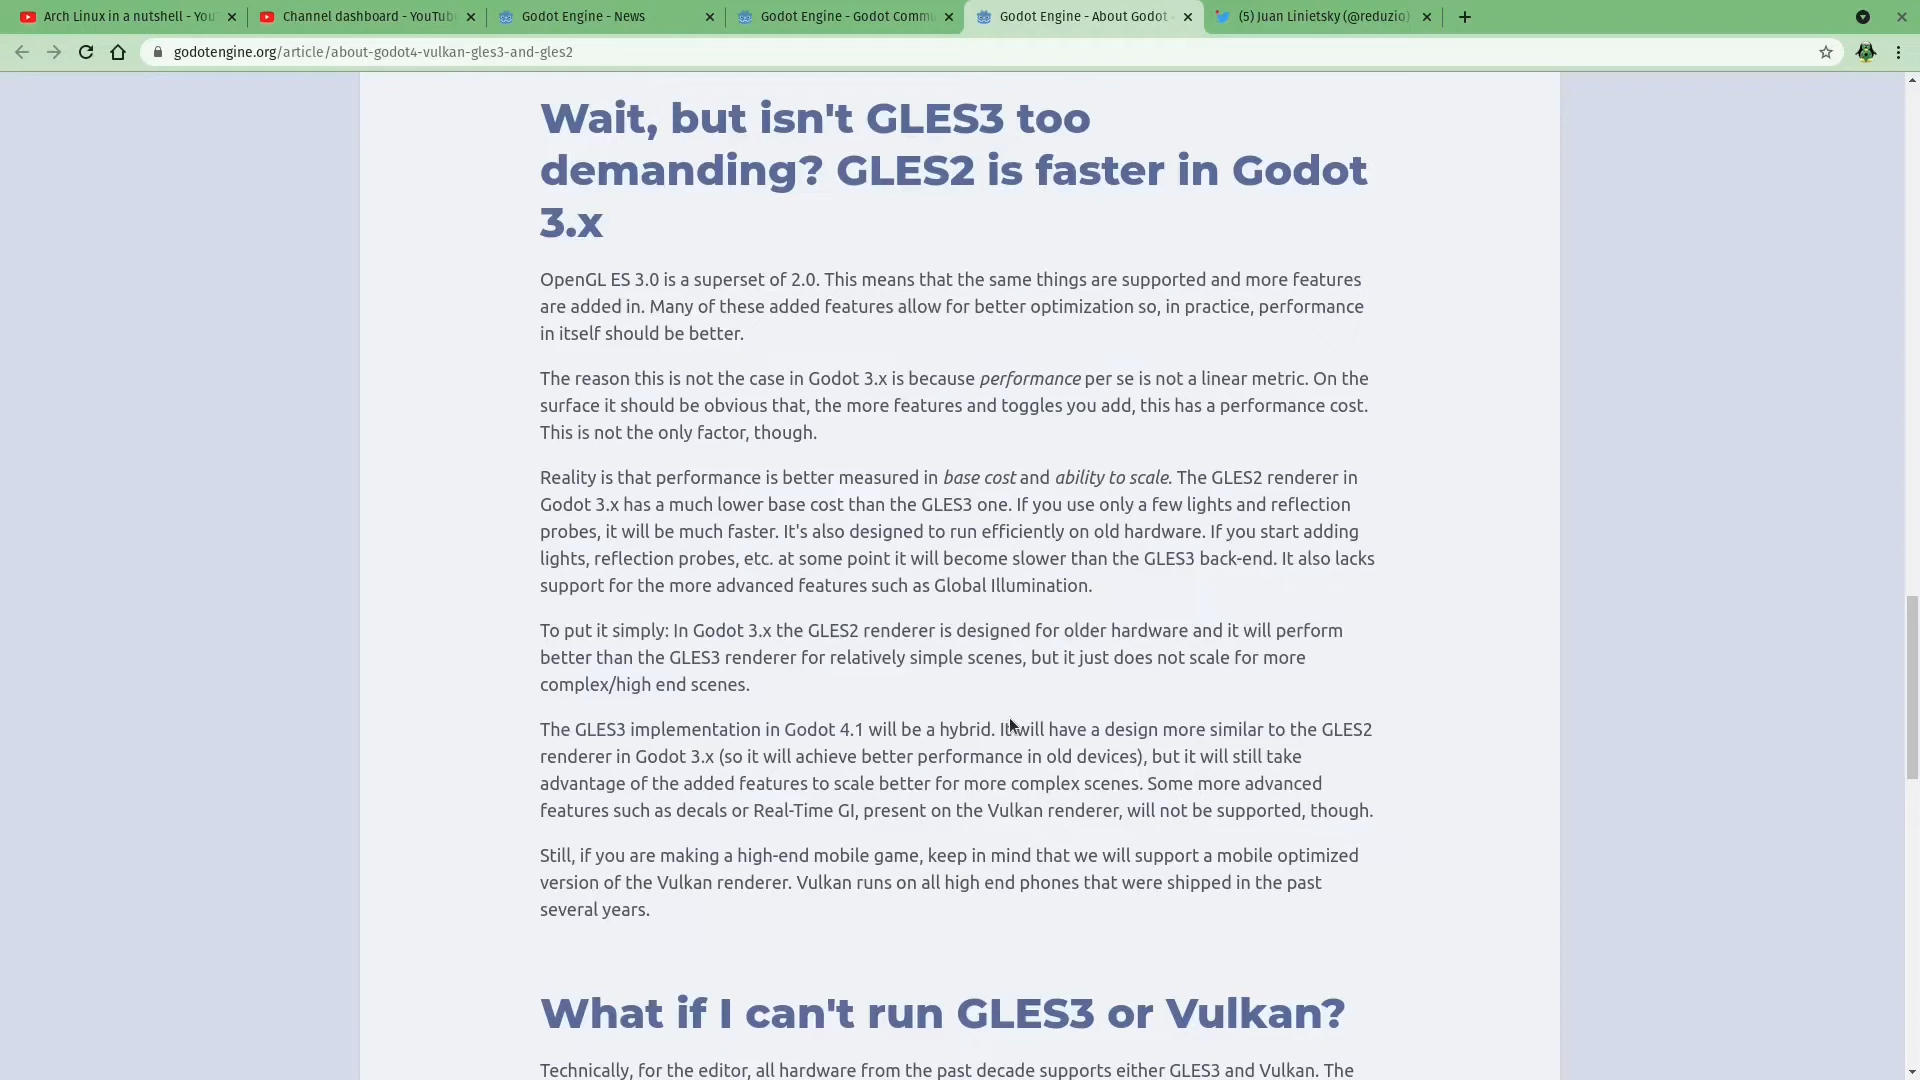 Arch Linux in a nutshell - You
Channel dashboard - YouTub
Godot Engine - News
Godot Engine - Godot Commu
Godot Engine - About Godot
(5) Juan Linietsky (@reduzio)
godotengine.org/article/about-godot4-vulkan-gles3-and-gles2
Wait, but isn't GLES3 too
demanding? GLES2 is faster in Godot
3.x
OpenGL ES 3.0 is a superset of 2.0. This means that the same things are supported and more features
are added in. Many of these added features allow for better optimization so, in practice, performance
in itself should be better.
The reason this is not the case in Godot 3.x is because performance per se is not a linear metric. On the
surface it should be obvious that, the more features and toggles you add, this has a performance cost.
This is not the only factor, though.
Reality is that performance is better measured in base cost and ability to scale. The GLES2 renderer in
Godot 3.x has a much lower base cost than the GLES3 one. If you use only a few lights and reflection
probes, it will be much faster. It's also designed to run efficiently on old hardware. If you start adding
lights, reflection probes, etc. at some point it will become slower than the GLES3 back-end. It also lacks
support for the more advanced features such as Global Illumination.
To put it simply: In Godot 3.x the GLES2 renderer is designed for older hardware and it will perform
better than the GLES3 renderer for relatively simple scenes, but it just does not scale for more
complex/high end scenes.
The GLES3 implementation in Godot 4.1 will be a hybrid. It will have a design more similar to the GLES2
renderer in Godot 3.x (so it will achieve better performance in old devices), but it will still take
advantage of the added features to scale better for more complex scenes. Some more advanced
features such as decals or Real-Time GI, present on the Vulkan renderer, will not be supported, though.
Still, if you are making a high-end mobile game, keep in mind that we will support a mobile optimized
version of the Vulkan renderer. Vulkan runs on all high end phones that were shipped in the past
several years.
What if I can't run GLES3 or Vulkan?
Technically, for the editor, all hardware from the past decade supports either GLES3 and Vulkan. The